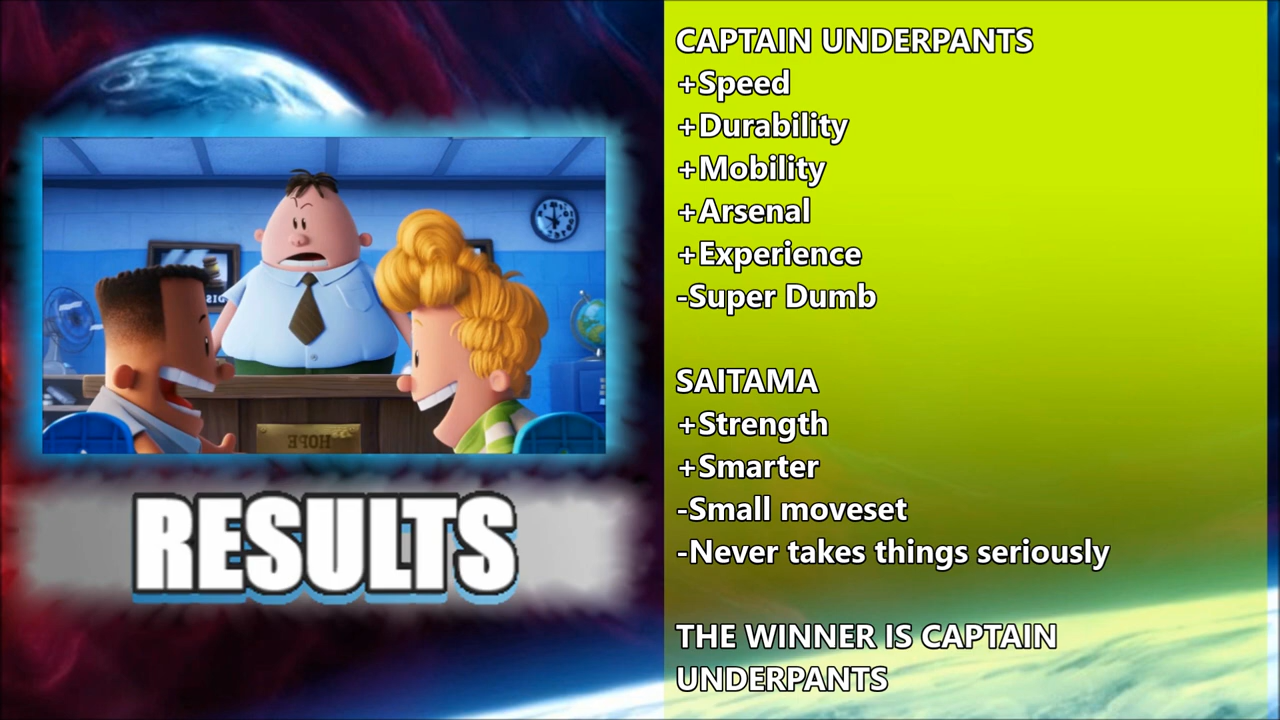 CAPTAIN UNDERPANTS
+Speed
+Durability
+Mobility
+Arsenal
+Experience
-Super Dumb
SAITAMA
+Strength
+Smarter
-Small moveset
-Never takes things seriously
THE WINNER IS CAPTAIN
UNDERPANTS
HOPE
RESULTS